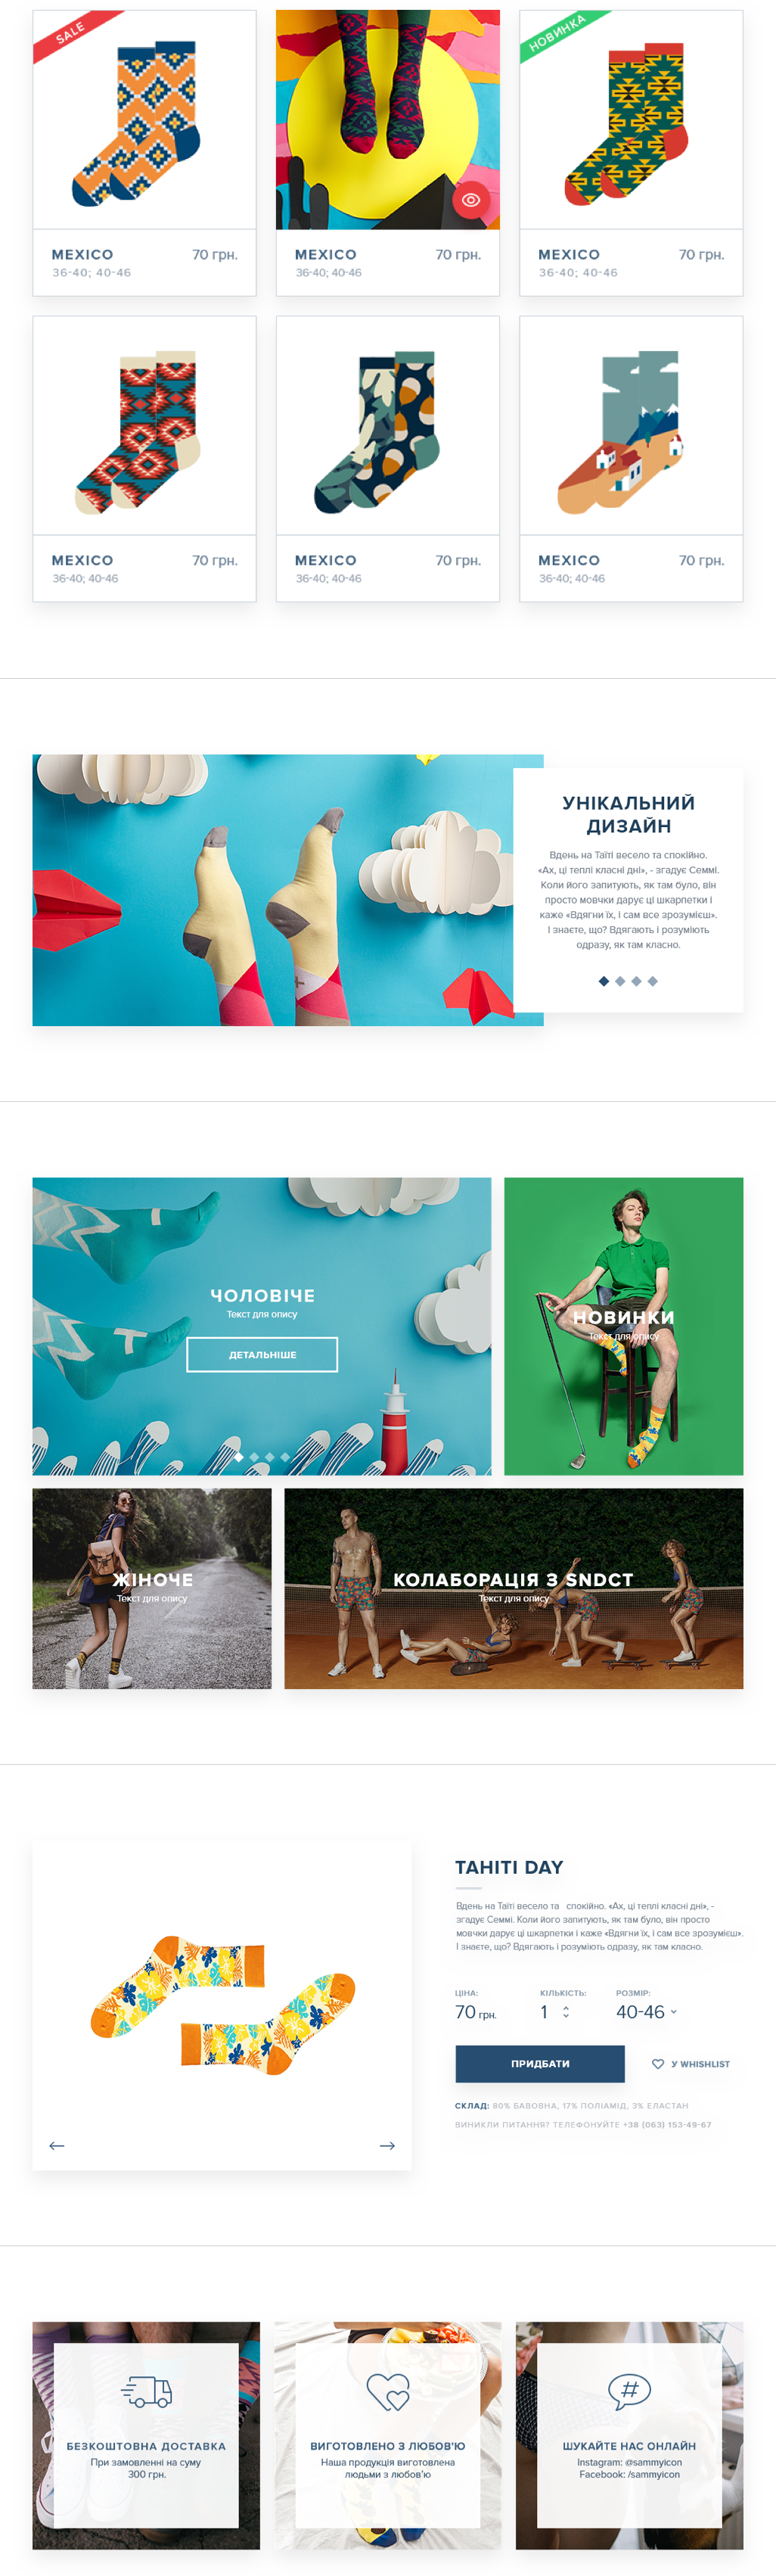 SALE
НОВИНКА
MEXICO 70 грн.
36-40; 40-46
MEXICO 70 грн.
36-40; 40-46
MEXICO 70 грн.
36-40; 40-46
MEXICO 70 грн.
36-40; 40-46
MEXICO 70 грн.
36-40; 40-46
MEXICO 70 грн.
36-40; 40-46
УНІКАЛЬНИЙ
ДИЗАЙН
Вдень на Таїті весело та спокійно.
«Ах, ці теплі класні дні», - згадує Семмі.
Коли його запитують, як там було, він
просто мовчки дарує ці шкарпетки і
каже «Вдягни їх, і сам все зрозумієш».
І знаєте, що? Вдягають і розуміють
одразу, як там класно.
ЧОЛОВІЧЕ
Текст для опису
ДЕТАЛЬНІШЕ
НОВИНКИ
Текст для опису
ЖІНОЧЕ
Текст для опису
КОЛАБОРАЦІЯ З SNDCT
Текст для опису
TAHITI DAY
Вдень на Таїті весело та спокійно. «Ах, ці теплі класні дні», -
згадує Семмі. Коли його запитують, як там було, він просто
мовчки дарує ці шкарпетки і каже «Вдягни їх, і сам все зрозумієш».
І знаєте, що? Вдягають і розуміють одразу, як там класно.
ЦІНА: КІЛЬКІСТЬ: РОЗМІР:
70 грн. 1 40-46
ПРИДБАТИ У WHISHLIST
СКЛАД: 80% БАВОВНА, 17% ПОЛІАМІД, 3% ЕЛАСТАН
ВИНИКЛИ ПИТАННЯ? ТЕЛЕФОНУЙТЕ +38 (063) 153-49-67
БЕЗКОШТОВНА ДОСТАВКА
При замовленні на суму
300 грн.
ВИГОТОВЛЕНО З ЛЮБОВ'Ю
Наша продукція виготовлена
людьми з любов'ю
#
ШУКАЙТЕ НАС ОНЛАЙН
Instagram: @sammyicon
Facebook: /sammyicon